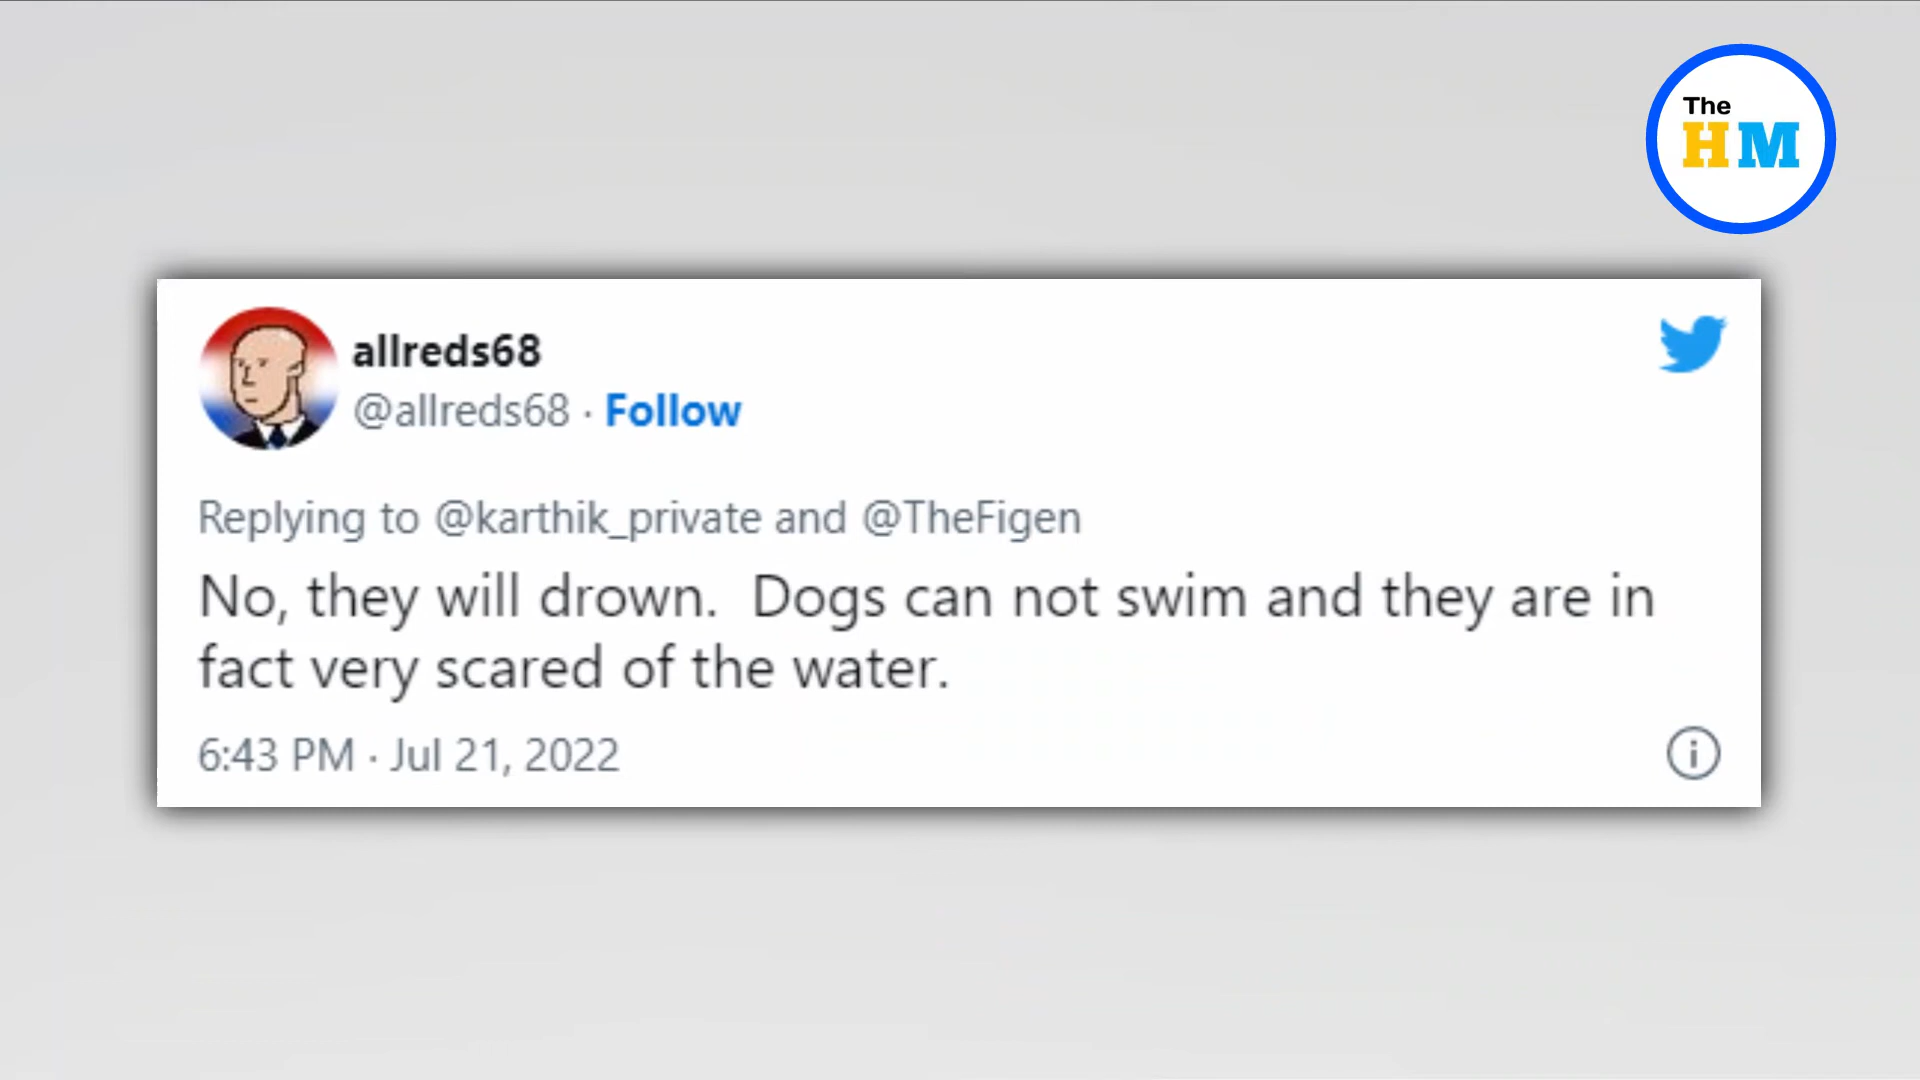 The
HM
allreds68
@allreds68 · Follow
Replying to @karthik_private and @TheFigen
No, they will drown.  Dogs can not swim and they are in
fact very scared of the water.
6:43 PM · Jul 21, 2022